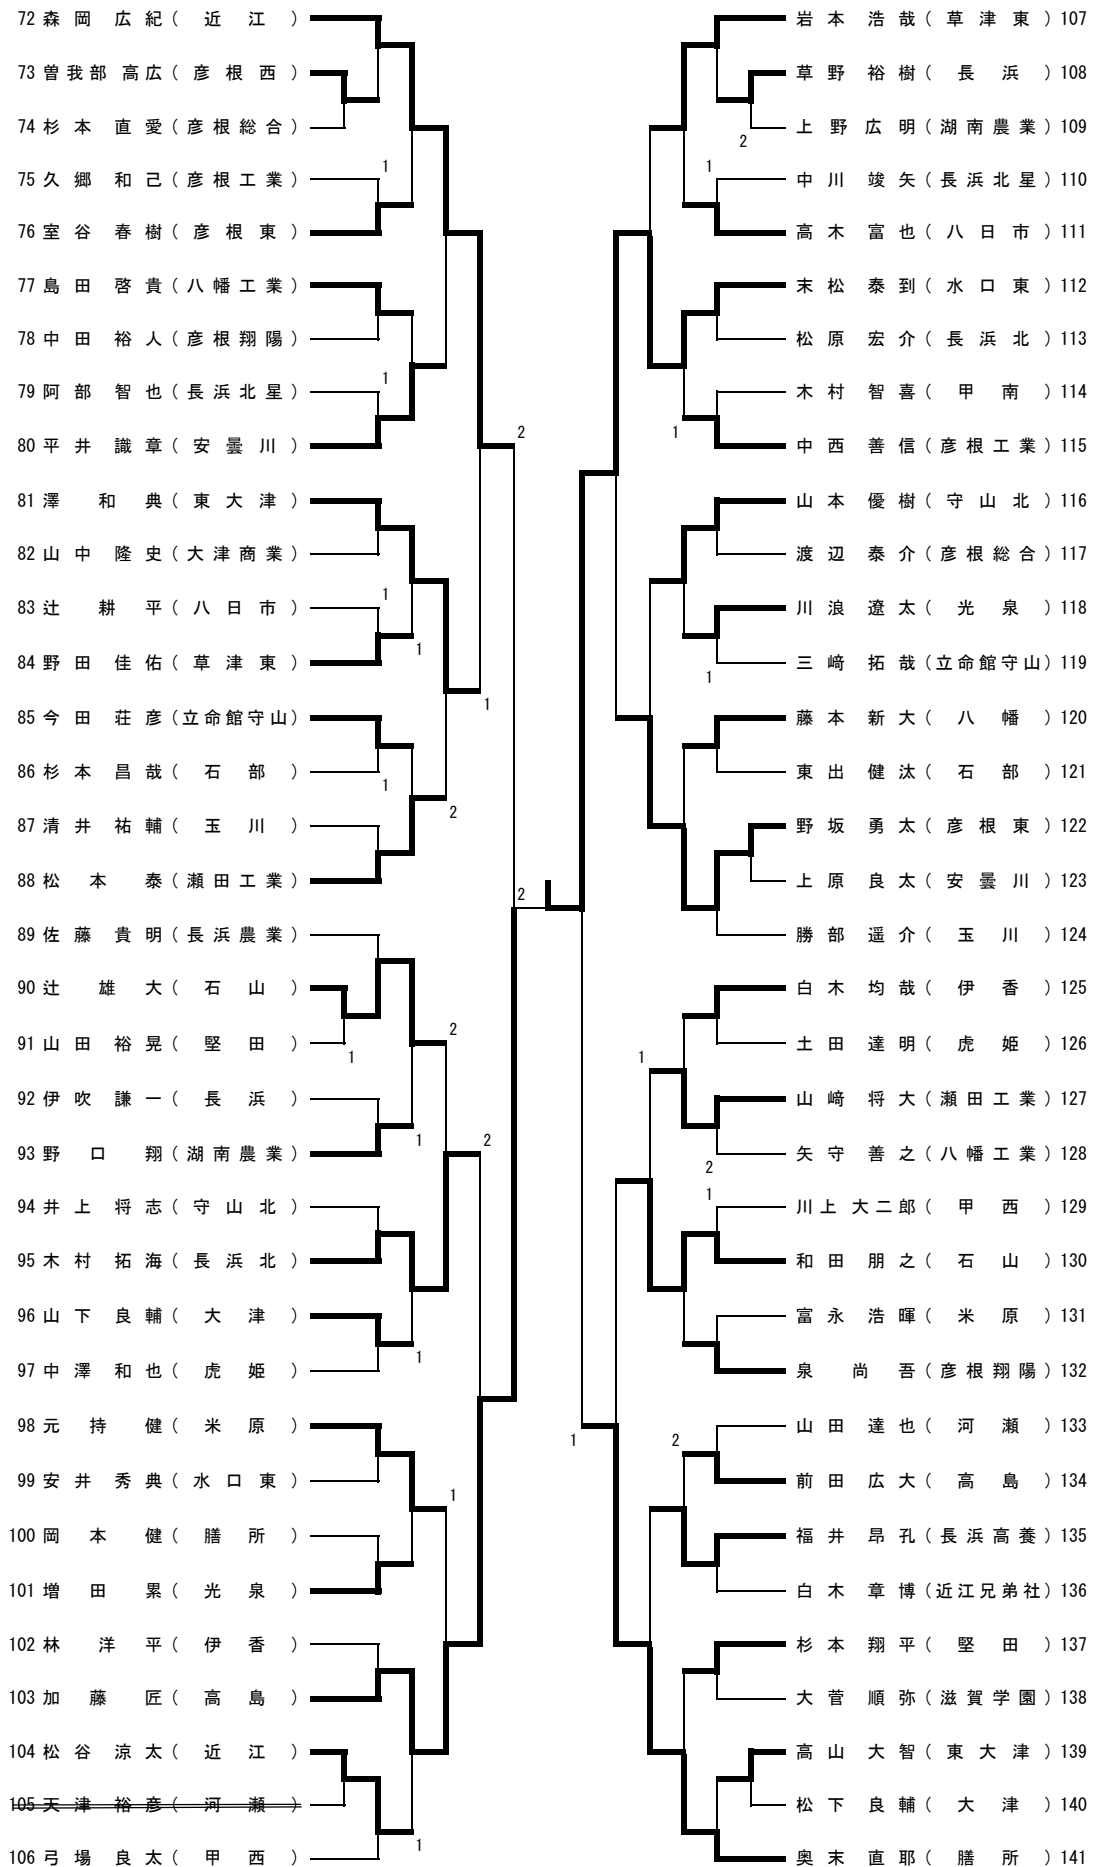 72 森岡広紀（近江）
73 曽我部高広（彦根西）
74 杉本直愛（彦根総合）
75 久郷和己（彦根工業）
76 室谷春樹（彦根東）
77 島田啓貴（八幡工業）
78 中田裕人（彦根翔陽）
79 阿部智也（長浜北星）
80 平井識章（安曇川）
81 澤和典（東大津）
82 山中隆史（大津商業）
83 辻耕平（八日市）
84 野田佳佑（草津東）
85 今田荘彦（立命館守山）
86 杉本昌哉（石部）
87 清井祐輔（玉川）
88 松本泰（瀬田工業）
89 佐藤貴明（長浜農業）
90 辻雄大（石山）
91 山田裕晃（堅田）
92 伊吹謙一（長浜）
93 野口翔（湖南農業）
94 井上将志（守山北）
95 木村拓海（長浜北）
96 山下良輔（大津）
97 中澤和也（虎姫）
98 元持健（米原）
99 安井秀典（水口東）
100 岡本健（膳所）
101 増田累（光泉）
102 林洋平（伊香）
103 加藤匠（高島）
104 松谷涼太（近江）
105 天津裕彦（河瀬）
106 弓場良太（甲西）
1
1
2
1
1
1
1
2
2
1
2
1
2
1
1
1
岩本浩哉（草津東）107
草野裕樹（長浜）108
上野広明（湖南農業）109
中川竣矢（長浜北星）110
高木富也（八日市）111
末松泰到（水口東）112
松原宏介（長浜北）113
木村智喜（甲南）114
中西善信（彦根工業）115
山本優樹（守山北）116
渡辺泰介（彦根総合）117
川浪遼太（光泉）118
三﨑拓哉（立命館守山）119
藤本新大（八幡）120
東出健汰（石部）121
野坂勇太（彦根東）122
上原良太（安曇川）123
勝部遥介（玉川）124
白木均哉（伊香）125
土田達明（虎姫）126
山﨑将大（瀬田工業）127
矢守善之（八幡工業）128
川上大二郎（甲西）129
和田朋之（石山）130
富永浩暉（米原）131
泉尚吾（彦根翔陽）132
山田達也（河瀬）133
前田広大（高島）134
福井昂孔（長浜高養）135
白木章博（近江兄弟社）136
杉本翔平（堅田）137
大菅順弥（滋賀学園）138
高山大智（東大津）139
松下良輔（大津）140
奥末直耶（膳所）141
2
1
1
1
1
2
1
1
2